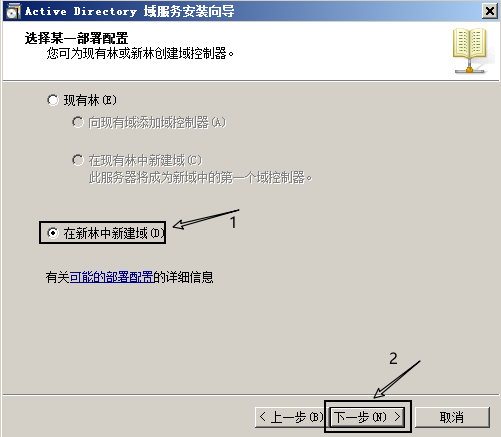 Active Directory 域服务安装向导
选择某一部署配置
您可为现有林或新林创建域控制器。
现有林(E)
向现有域添加域控制器(A)
在现有林中新建域(C)
此服务器将成为新域中的第一个域控制器。
在新林中新建域(D)
1
有关可能的部署配置的详细信息
2
< 上一步(B) 下一步(N) > 取消